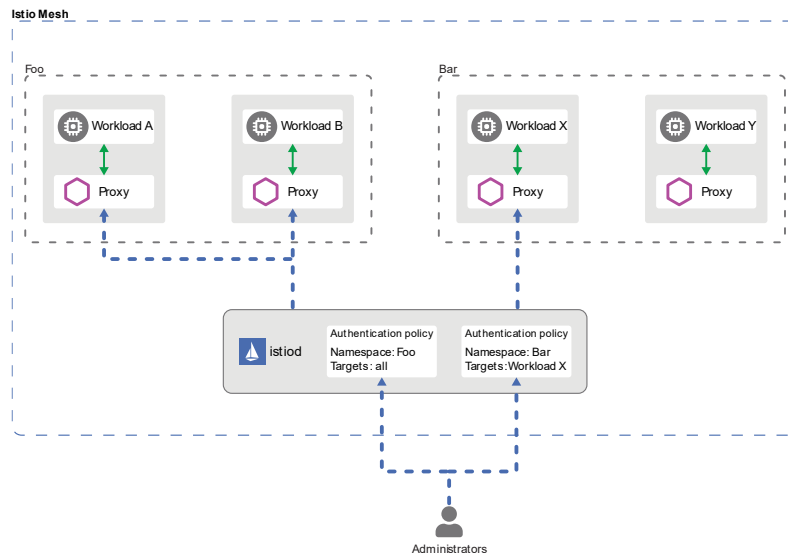 Istio Mesh
Foo
Bar
Workload A
Workload B
Workload X
Workload Y
Proxy
Proxy
Proxy
Proxy
istiod
Authentication policy
Namespace: Foo
Targets: all
Authentication policy
Namespace: Bar
Targets: Workload X
Administrators